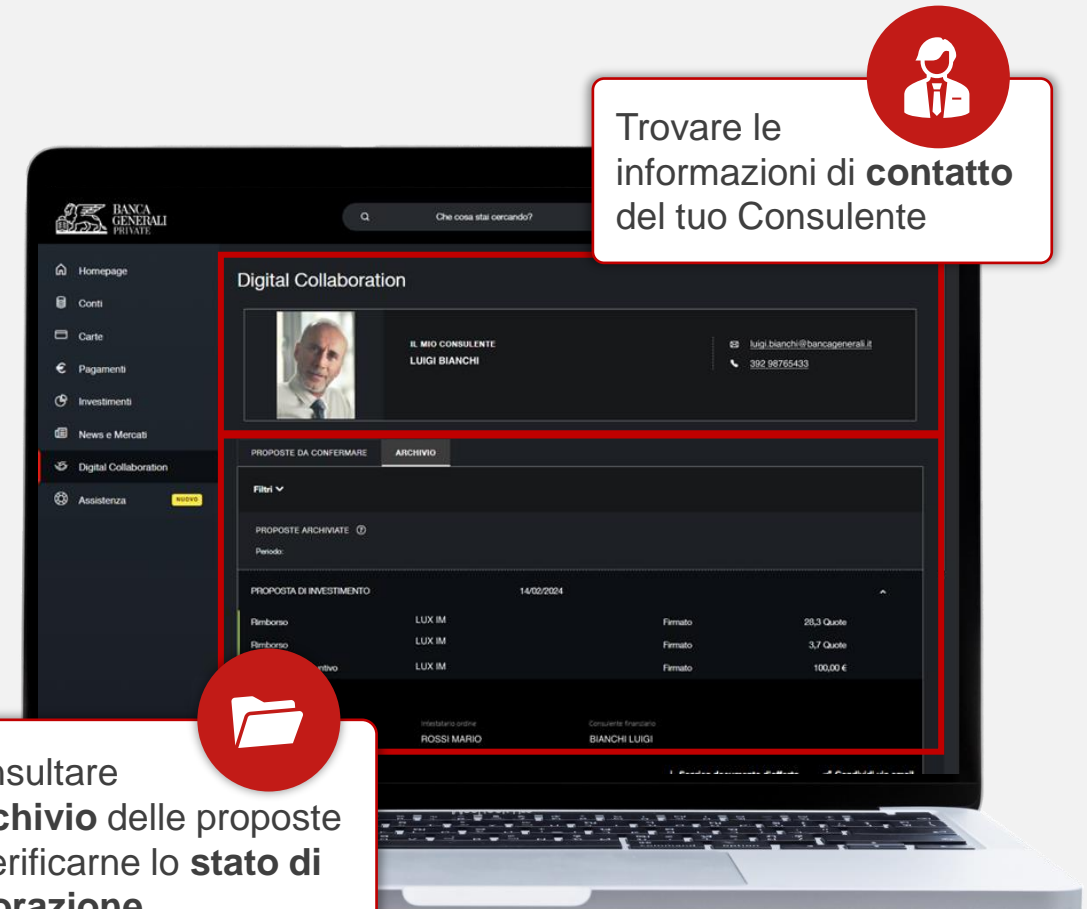 Trovare le
informazioni di contatto
del tuo Consulente
BANCA
GENERALI
PRIVATE
Che cosa stai cercando?
Homepage
Conti
Carte
Pagamenti
Investimenti
News e Mercati
Digital Collaboration
Assistenza
NUOVO
Digital Collaboration
IL MIO CONSULENTE
LUIGI BIANCHI
luigi.bianchi@bancagenerali.it
392 98765433
PROPOSTE DA CONFERMARE ARCHIVIO
Filtri
PROPOSTE ARCHIVIATE
Periodo:
PROPOSTA DI INVESTIMENTO 14/02/2024
Rimborso LUX IM Firmato 28,3 Quote
Rimborso LUX IM Firmato 3,7 Quote
LUX IM Firmato 100,00 €
Intestatario ordine Consulente finanziario
ROSSI MARIO BIANCHI LUIGI
nsultare
chivio delle proposte
erificarne lo stato di
orazione